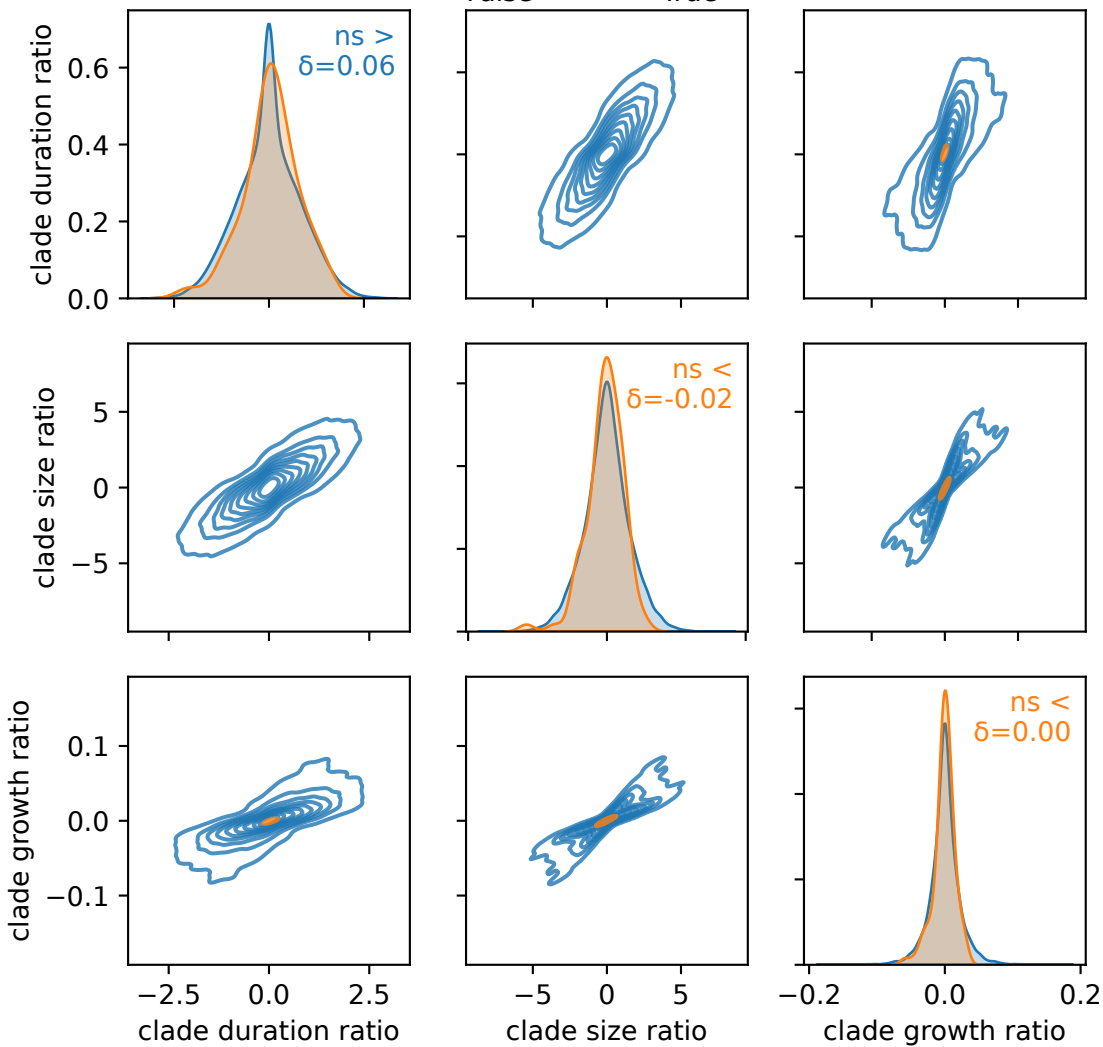 ns >
δ=0.06
clade duration ratio
0.6
0.4
0.2
0.0
ns <
δ=-0.02
clade size ratio
5
0
−5
ns <
δ=0.00
clade growth ratio
0.1
0.0
−0.1
−2.5 0.0 2.5
−5 0 5
−0.2 0.0 0.2
clade duration ratio
clade size ratio
clade growth ratio